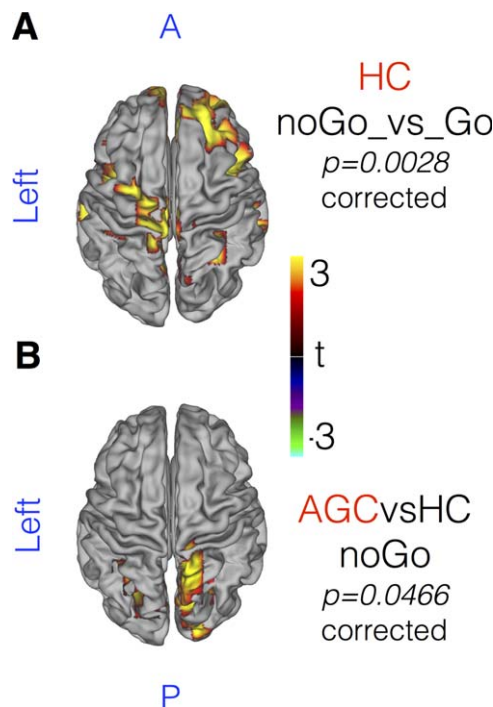 A
A
HC
noGo_vs_Go
p=0.0028
corrected
Left
3
t
-3
B
Left
AGCvsHC
noGo
p=0.0466
corrected
P